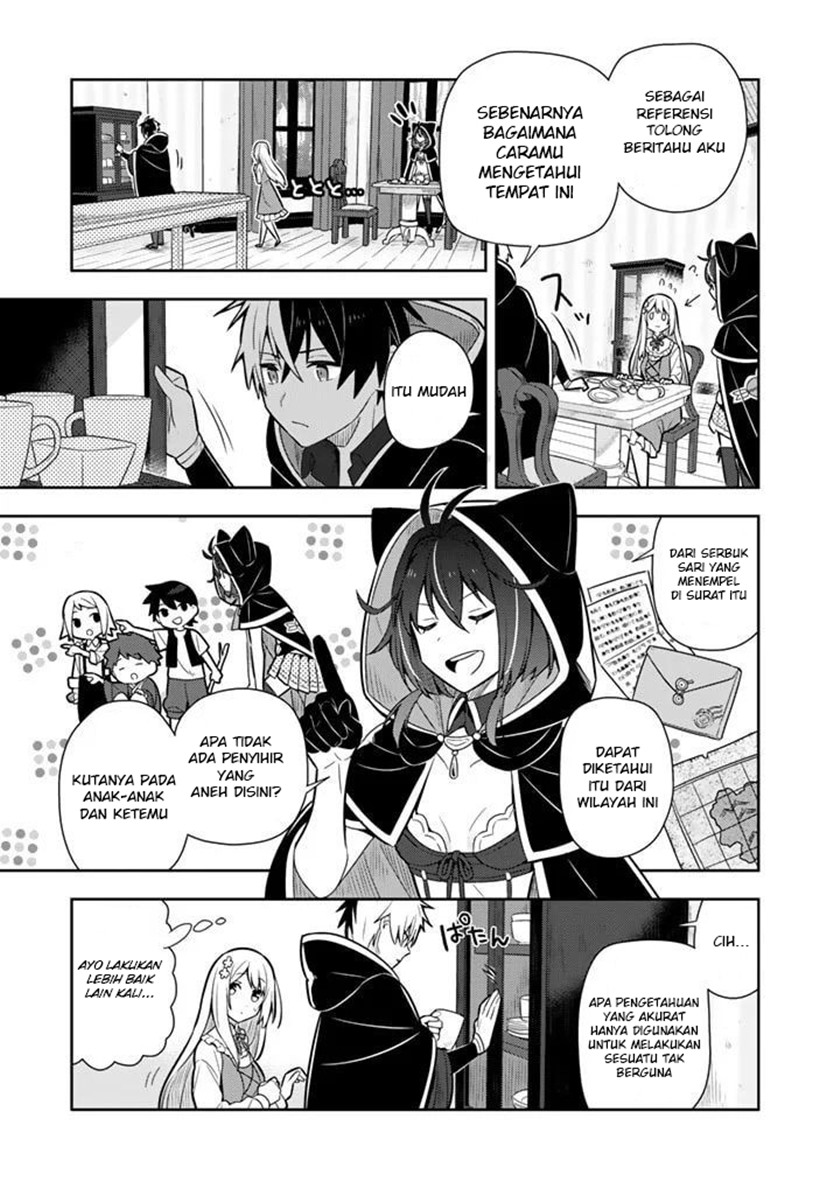 SEBAGAI
REFERENSI
TOLONG
BERITAHU AKU
SEBENARNYA
BAGAIMANA
CARAMU
MENGETAHUI
TEMPAT INI
ととと…
ズ
ITU MUDAH
DARI SERBUK
SARI YANG
MENEMPEL
DI SURAT ITU
DAPAT
DIKETAHUI
ITU DARI
WILAYAH INI
APA TIDAK
ADA PENYIHIR
YANG
ANEH DISINI?
KUTANYA PADA
ANAK-ANAK
DAN KETEMU
CIH...
APA PENGETAHUAN
YANG AKURAT
HANYA DIGUNAKAN
UNTUK MELAKUKAN
SESUATU TAK
BERGUNA
ぱたん
AYO LAKUKAN
LEBIH BAIK
LAIN KALI...